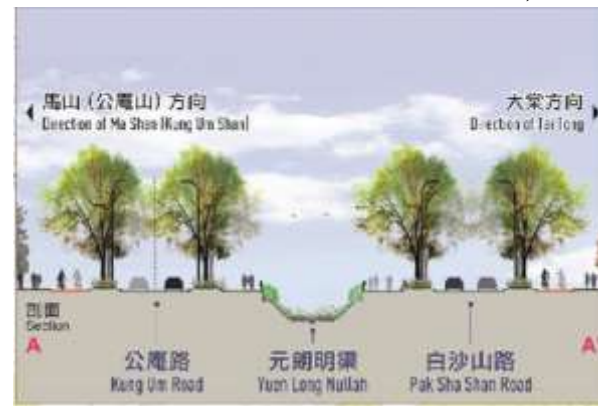 馬山 (公庵山) 方向
Direction of Ma Shan (Kung Um Shan)
大棠方向
Direction of Tai Tong
剖面
Section
A
A'
公庵路
Kung Um Road
元朗明渠
Yuen Long Nullah
白沙山路
Pak Sha Shan Road